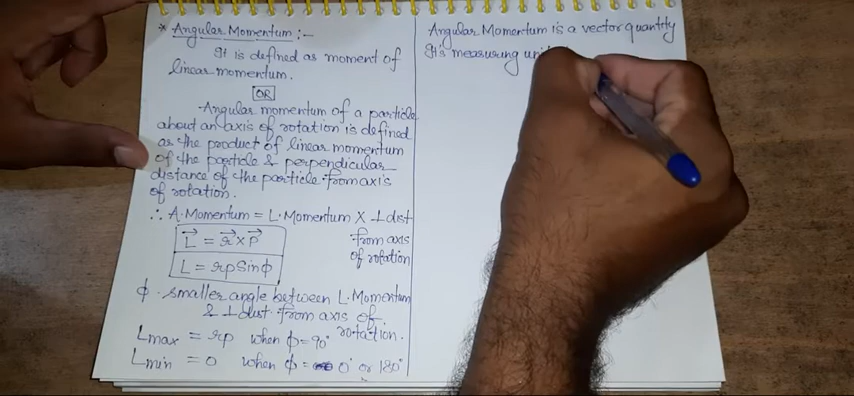 * Angular Momentum :-
It is defined as moment of
linear momentum.
OR
Angular momentum of a particle
about an axis of rotation is defined
as the product of linear momentum
of the particle & perpendicular
distance of the particle from axis
of rotation.
∴ A. Momentum = L. Momentum X ⊥ dist
from axis
of rotation
L⃗ = r⃗ x p⃗
L = rp Sinϕ
ϕ - smaller angle between L. Momentum
& ⊥ dist. from axis of
rotation.
Lmax = rp when ϕ = 90°
Lmin = 0 when ϕ = 0° or 180°
Angular Momentum is a vector quantity
It's measuring